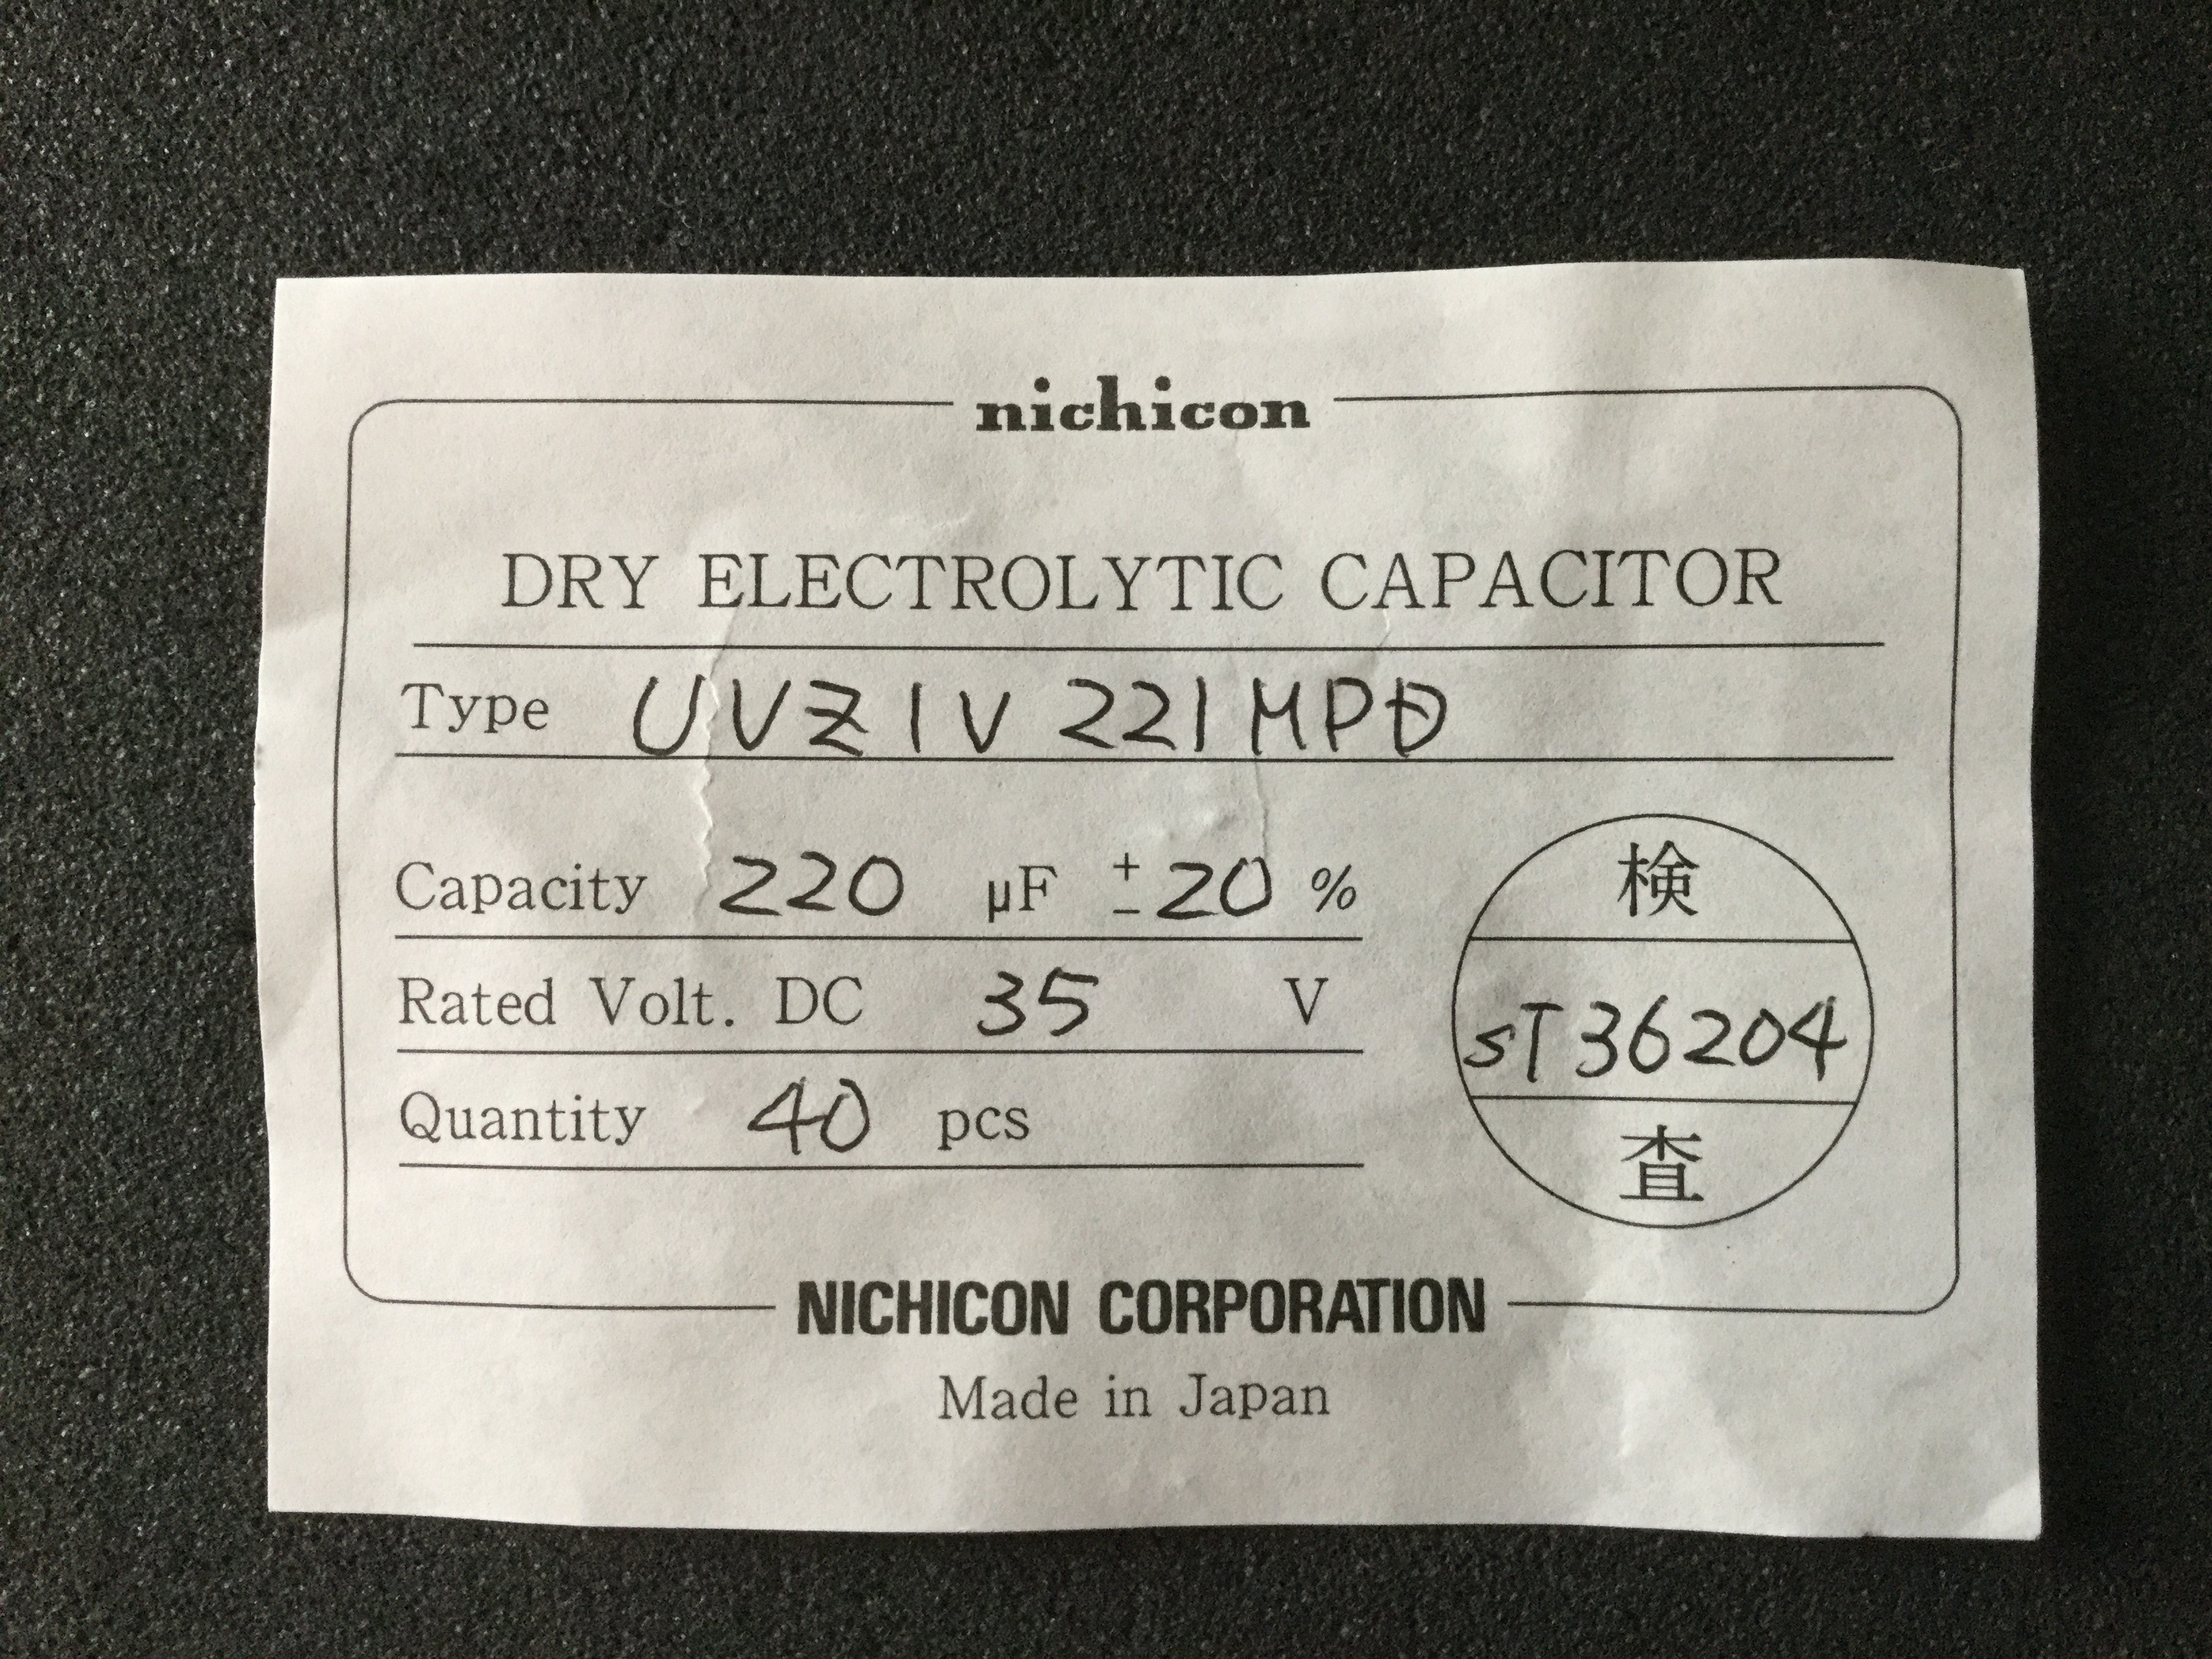 nichicon
DRY ELECTROLYTIC CAPACITOR
Type UVZ1V221MPD
Capacity 220 µF ±20 %
Rated Volt. DC 35 V
Quantity 40 pcs
検
ST36204
査
NICHICON CORPORATION
Made in Japan